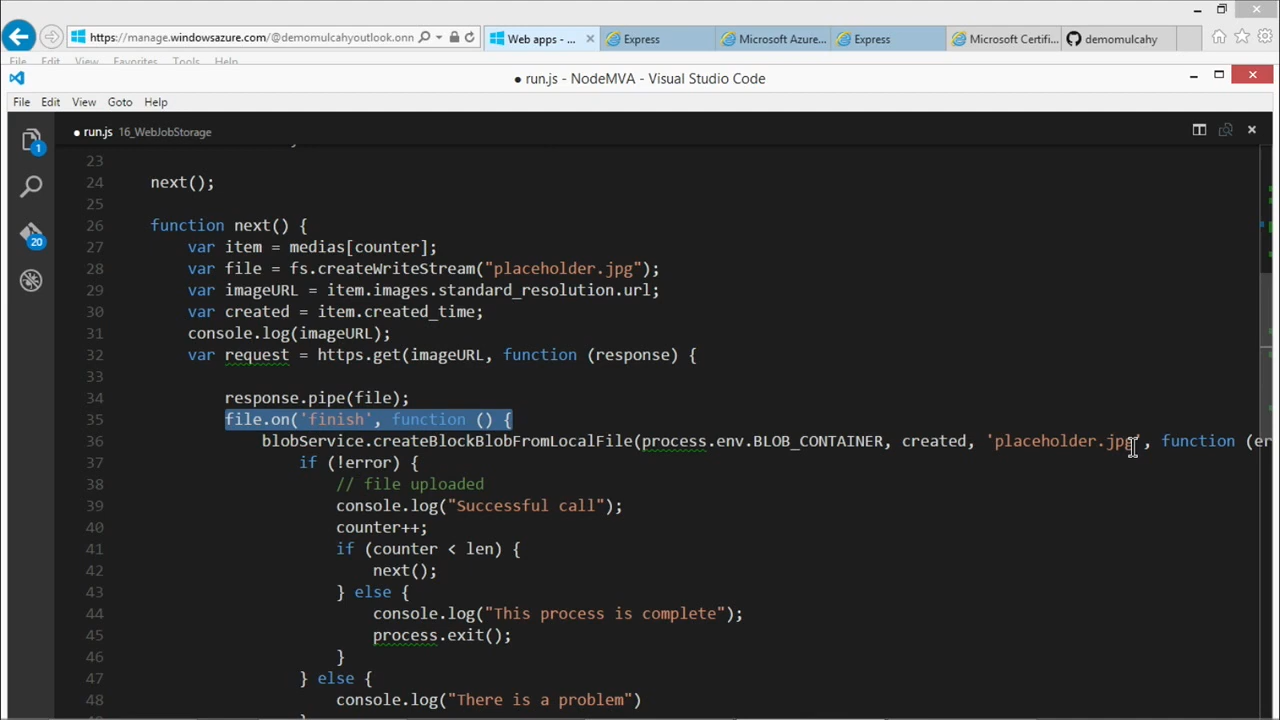 https://manage.windowsazure.com/@demomulcahyoutlook.onn
Web apps - ...
Express
Microsoft Azure...
Express
Microsoft Certifi...
demomulcahy
File Edit View Favorites Tools Help
● run.js - NodeMVA - Visual Studio Code
File Edit View Goto Help
1
20
● run.js 16_WebJobStorage
23
24 next();
25
26 function next() {
27 var item = medias[counter];
28 var file = fs.createWriteStream("placeholder.jpg");
29 var imageURL = item.images.standard_resolution.url;
30 var created = item.created_time;
31 console.log(imageURL);
32 var request = https.get(imageURL, function (response) {
33
34 response.pipe(file);
35 file.on('finish', function () {
36 blobService.createBlockBlobFromLocalFile(process.env.BLOB_CONTAINER, created, 'placeholder.jpg', function (er
37 if (!error) {
38 // file uploaded
39 console.log("Successful call");
40 counter++;
41 if (counter < len) {
42 next();
43 } else {
44 console.log("This process is complete");
45 process.exit();
46 }
47 } else {
48 console.log("There is a problem")